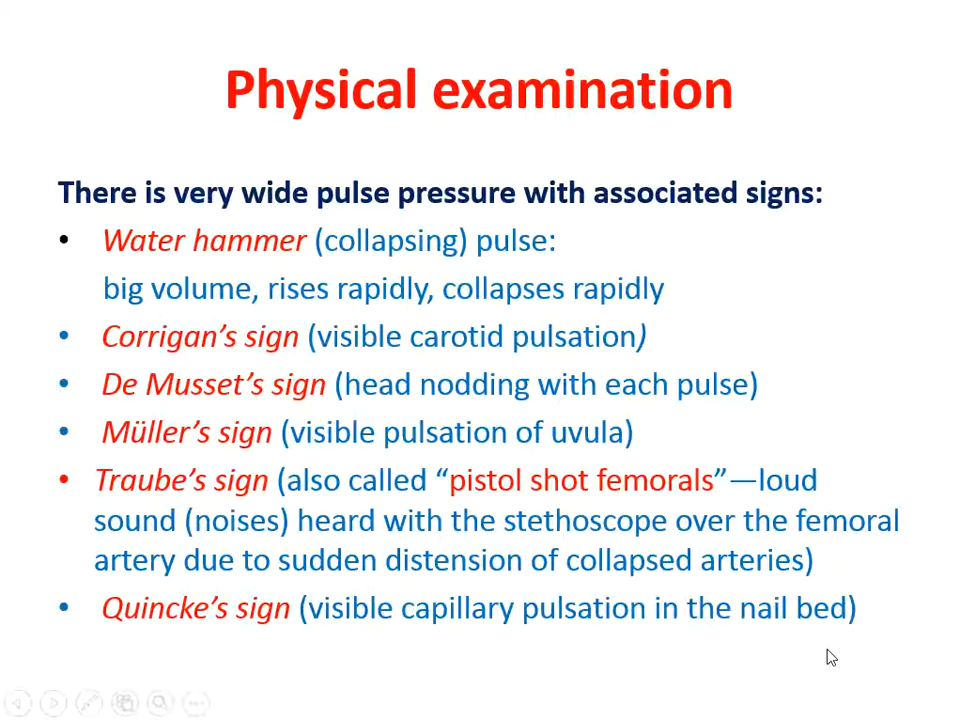 Physical examination
There is very wide pulse pressure with associated signs:
• Water hammer (collapsing) pulse:
big volume, rises rapidly, collapses rapidly
• Corrigan’s sign (visible carotid pulsation)
• De Musset’s sign (head nodding with each pulse)
• Müller’s sign (visible pulsation of uvula)
• Traube’s sign (also called “pistol shot femorals”—loud
sound (noises) heard with the stethoscope over the femoral
artery due to sudden distension of collapsed arteries)
• Quincke’s sign (visible capillary pulsation in the nail bed)